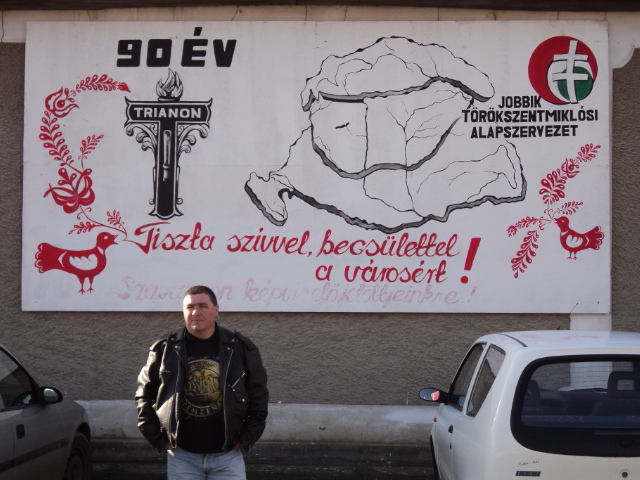 90 ÉV
TRIANON
JOBBIK
TÖRÖKSZENTMIKLÓSI
ALAPSZERVEZET
Tiszta szívvel, becsülettel
a városért!